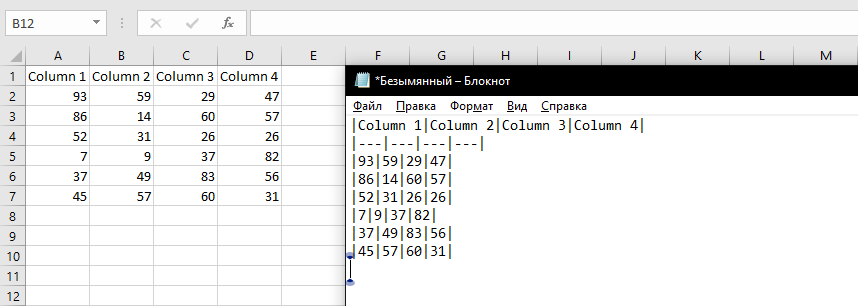 B12 fx
A B C D E F G H I J K L M
1 Column 1 Column 2 Column 3 Column 4
2 93 59 29 47
3 86 14 60 57
4 52 31 26 26
5 7 9 37 82
6 37 49 83 56
7 45 57 60 31
8
9
10
11
12
*Безымянный – Блокнот
Файл Правка Формат Вид Справка
|Column 1|Column 2|Column 3|Column 4|
|---|---|---|---|
|93|59|29|47|
|86|14|60|57|
|52|31|26|26|
|7|9|37|82|
|37|49|83|56|
|45|57|60|31|